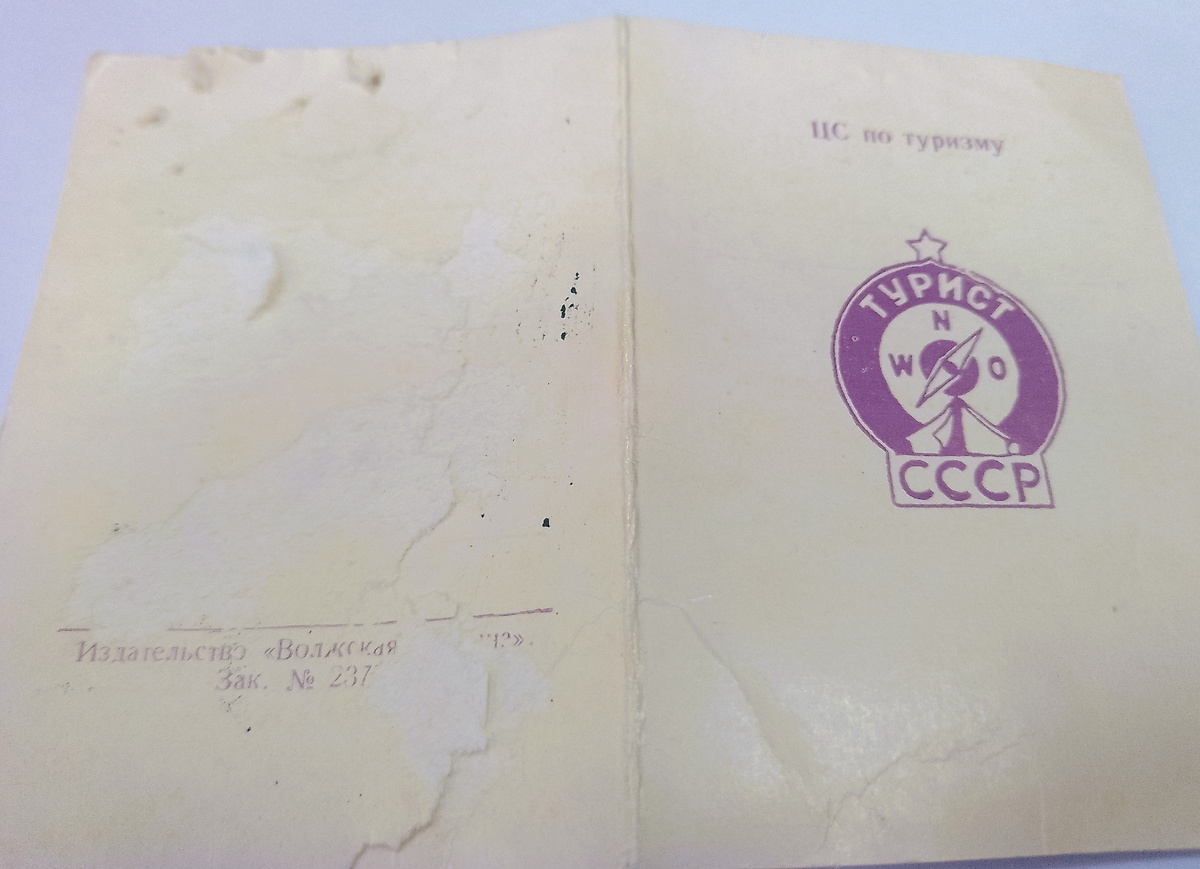 Издательство «Волжская
Зак. № 237
ЦС по туризму
ТУРИСТ
N
W O
СССР